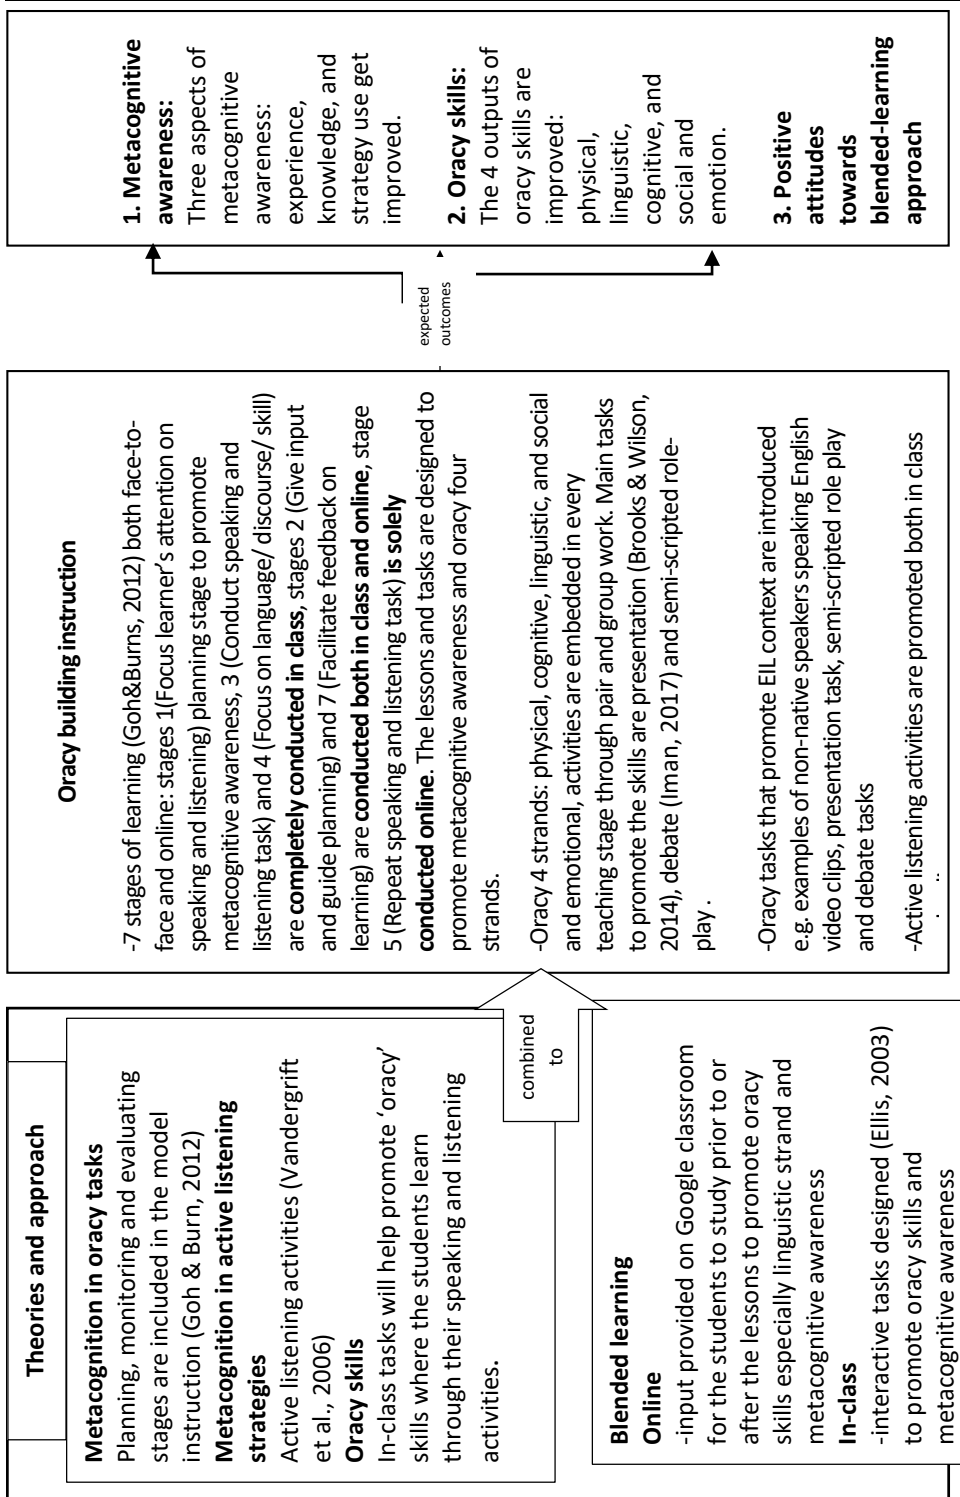 Theories and approach
Metacognition in oracy tasks
Planning, monitoring and evaluating
stages are included in the model
instruction (Goh & Burn, 2012)
Metacognition in active listening
strategies
Active listening activities (Vandergrift
et al., 2006)
Oracy skills
In-class tasks will help promote ‘oracy’
skills where the students learn
through their speaking and listening
activities.
combined
to
Blended learning
Online
-input provided on Google classroom
for the students to study prior to or
after the lessons to promote oracy
skills especially linguistic strand and
metacognitive awareness
In-class
-interactive tasks designed (Ellis, 2003)
to promote oracy skills and
metacognitive awareness
Oracy building instruction
-7 stages of learning (Goh&Burns, 2012) both face-to-
face and online: stages 1(Focus learner’s attention on
speaking and listening) planning stage to promote
metacognitive awareness, 3 (Conduct speaking and
listening task) and 4 (Focus on language/ discourse/ skill)
are completely conducted in class, stages 2 (Give input
and guide planning) and 7 (Facilitate feedback on
learning) are conducted both in class and online, stage
5 (Repeat speaking and listening task) is solely
conducted online. The lessons and tasks are designed to
promote metacognitive awareness and oracy four
strands.
-Oracy 4 strands: physical, cognitive, linguistic, and social
and emotional, activities are embedded in every
teaching stage through pair and group work. Main tasks
to promote the skills are presentation (Brooks & Wilson,
2014), debate (Iman, 2017) and semi-scripted role-
play .
-Oracy tasks that promote EIL context are introduced
e.g. examples of non-native speakers speaking English
video clips, presentation task, semi-scripted role play
and debate tasks
-Active listening activities are promoted both in class
expected
outcomes
1. Metacognitive
awareness:
Three aspects of
metacognitive
awareness:
experience,
knowledge, and
strategy use get
improved.
2. Oracy skills:
The 4 outputs of
oracy skills are
improved:
physical,
linguistic,
cognitive, and
social and
emotion.
3. Positive
attitudes
towards
blended-learning
approach